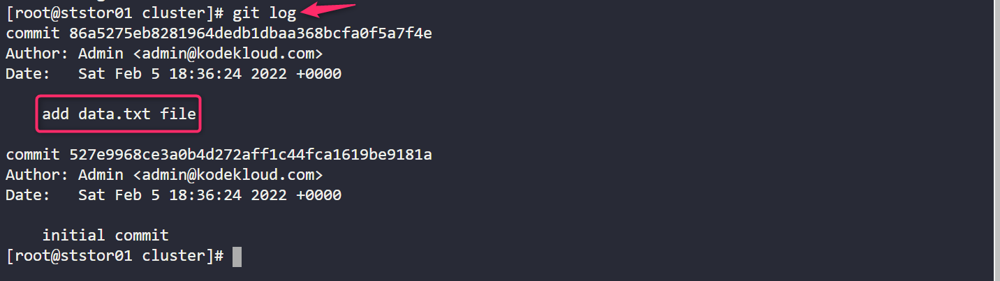 [root@ststor01 cluster]# git log
commit 86a5275eb8281964dedb1dbaa368bcfa0f5a7f4e
Author: Admin <admin@kodekloud.com>
Date:   Sat Feb 5 18:36:24 2022 +0000
    add data.txt file
commit 527e9968ce3a0b4d272aff1c44fca1619be9181a
Author: Admin <admin@kodekloud.com>
Date:   Sat Feb 5 18:36:24 2022 +0000
    initial commit
[root@ststor01 cluster]#